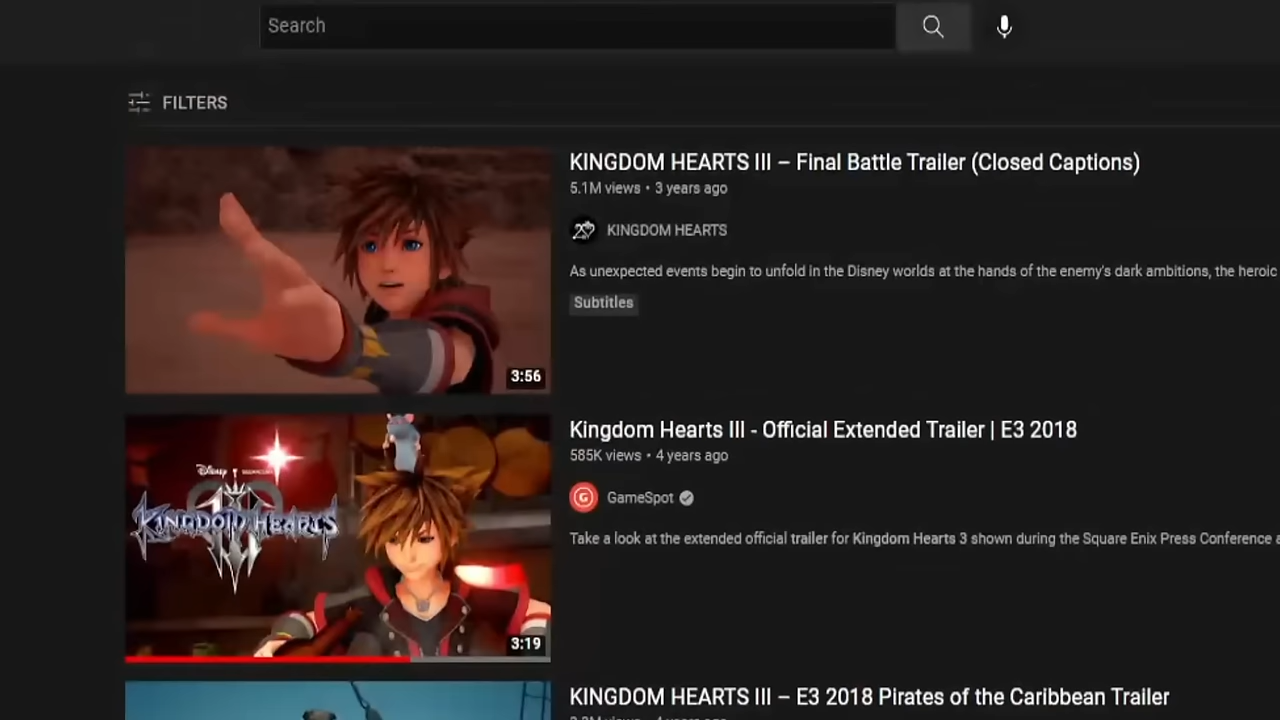 Search
FILTERS
KINGDOM HEARTS III – Final Battle Trailer (Closed Captions)
5.1M views • 3 years ago
KINGDOM HEARTS
As unexpected events begin to unfold in the Disney worlds at the hands of the enemy's dark ambitions, the heroic
Subtitles
3:56
Kingdom Hearts III - Official Extended Trailer | E3 2018
585K views • 4 years ago
G
GameSpot
Take a look at the extended official trailer for Kingdom Hearts 3 shown during the Square Enix Press Conference
Disney
KINGDOM HEARTS
III
3:19
KINGDOM HEARTS III – E3 2018 Pirates of the Caribbean Trailer